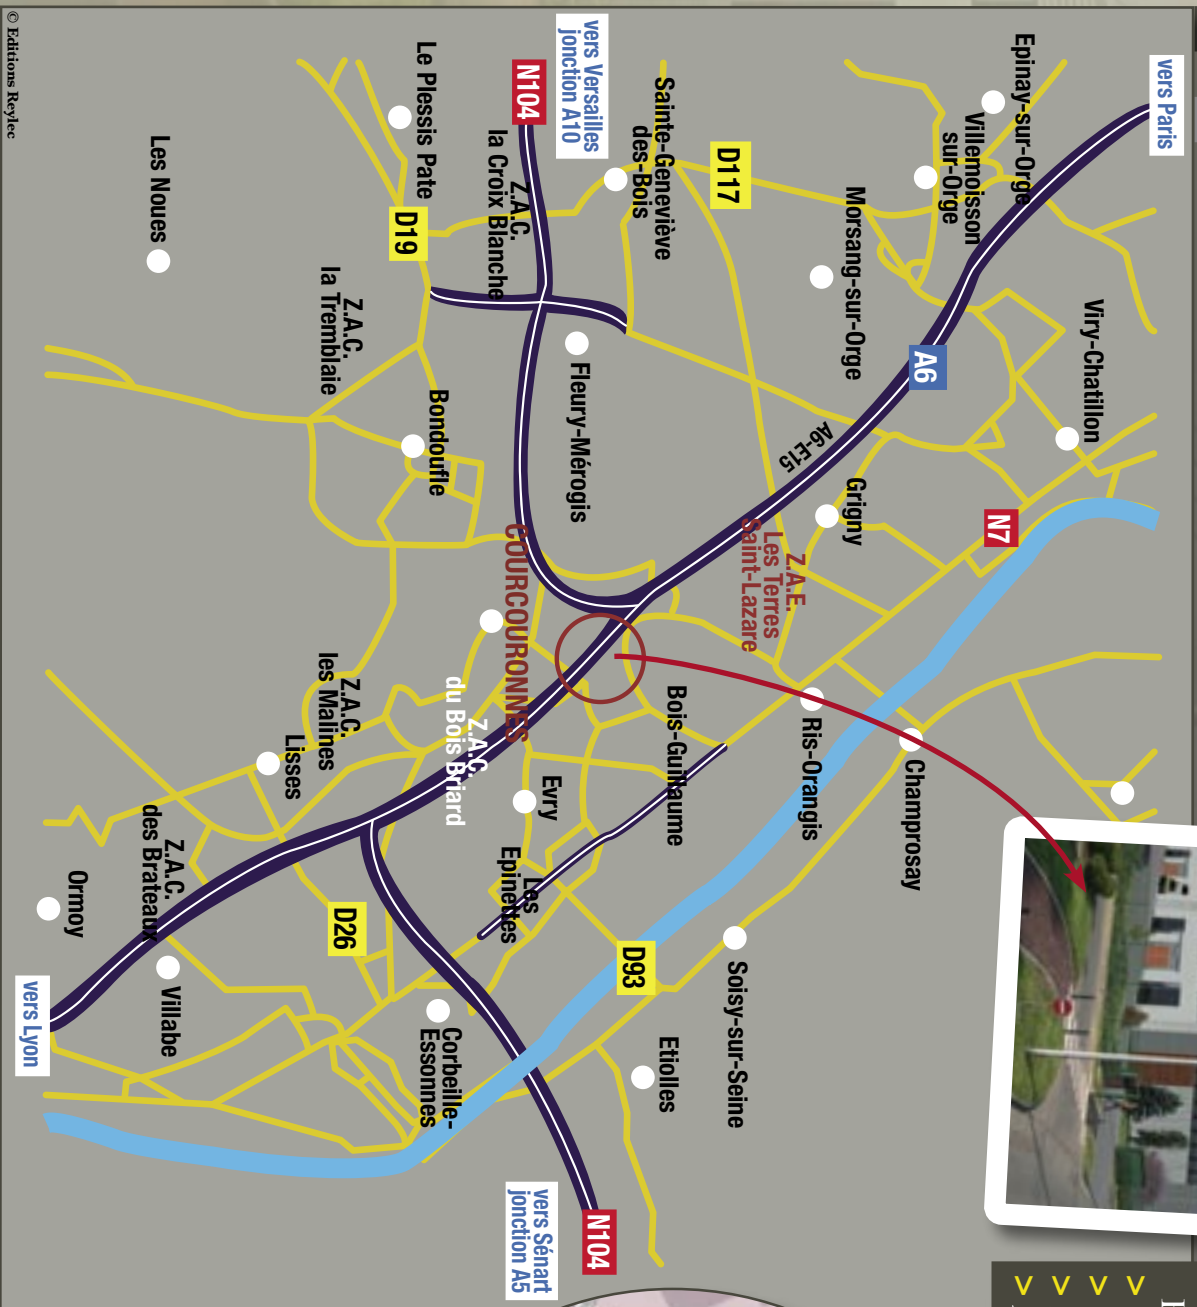 vers Paris
Epinay-sur-Orge
Villemoisson
sur-Orge
Viry-Chatillon
Morsang-sur-Orge
A6
A6-E15
N7
D117
Sainte-Geneviève
des-Bois
vers Versailles
jonction A10
N104
Z.A.C.
la Croix Blanche
Le Plessis Pate
D19
Les Noues
Z.A.C.
la Tremblaie
Fleury-Mérogis
Bondoufle
Grigny
Z.A.E.
Les Terres
Saint-Lazare
COURCOURONNES
Ris-Orangis
Champrosay
Bois-Guillaume
Z.A.C.
du Bois Briard
Z.A.C.
les Malines
Lisses
Evry
Les
Epinettes
Z.A.C.
des Brateaux
D26
D93
Soisy-sur-Seine
Ormoy
Villabe
Corbeille-
Essonnes
Etiolles
vers Lyon
vers Sénart
jonction A5
N104
© Editions Reylec
>
>
>
>